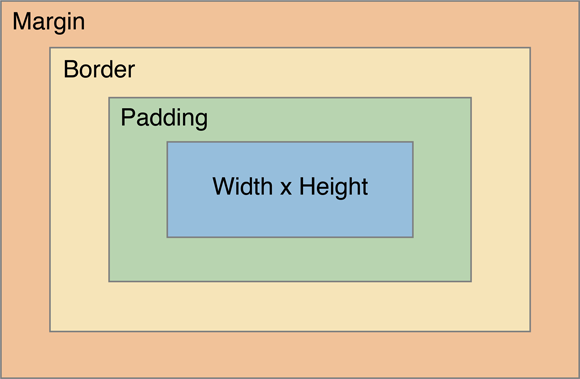 Margin
Border
Padding
Width x Height